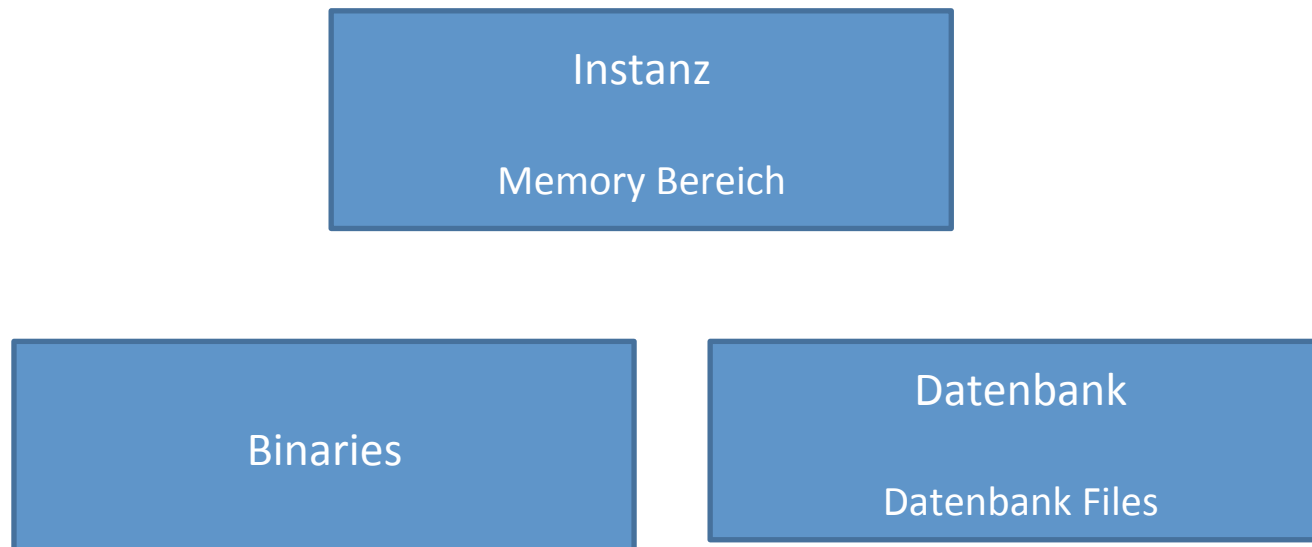 Instanz
Memory Bereich
Binaries
Datenbank
Datenbank Files